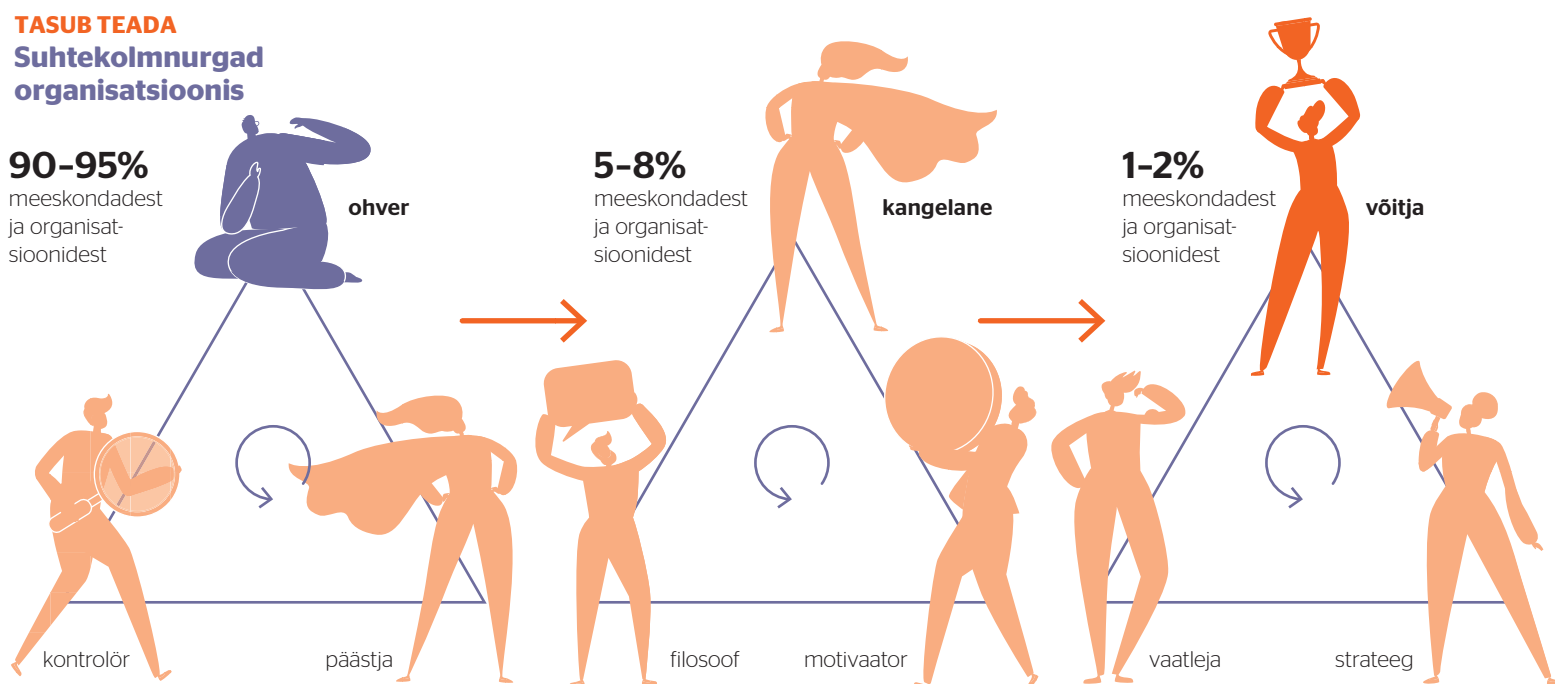 TASUB TEADA
Suhtekolmnurgad
organisatsioonis
90–95%
meeskondadest
ja organisat-
sioonidest
ohver
kontrolör
päästja
5–8%
meeskondadest
ja organisat-
sioonidest
kangelane
filosoof
motivaator
1–2%
meeskondadest
ja organisat-
sioonidest
võitja
vaatleja
strateeg